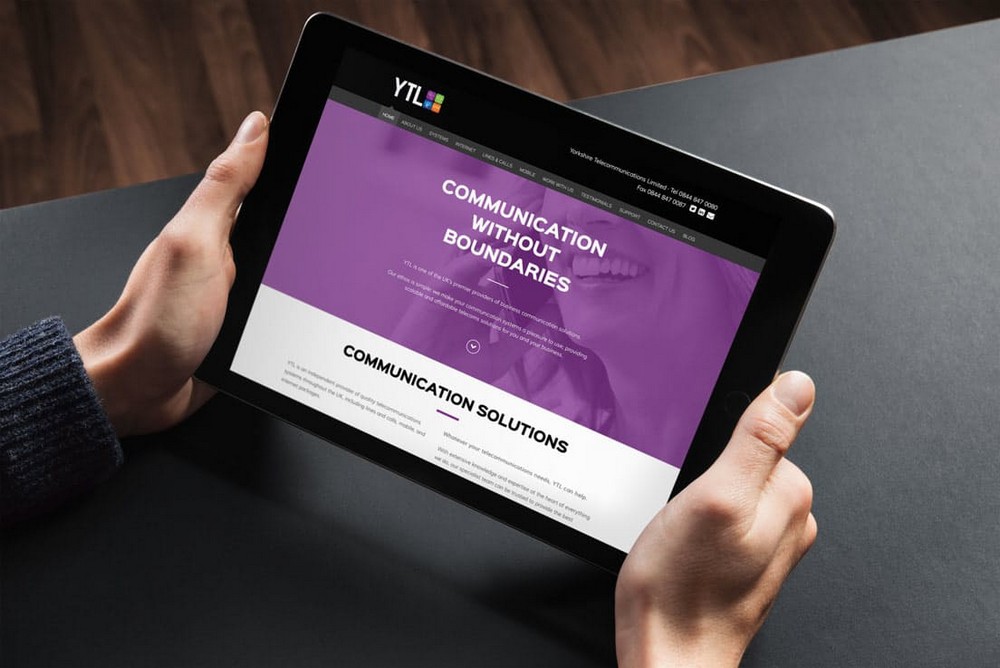 YTL
Yorkshire Telecommunications Limited - Tel 0844 847 0080
Fax 0844 847 0087
HOME ABOUT US SYSTEMS INTERNET LINES & CALLS MOBILE WORK WITH US TESTIMONIALS SUPPORT CONTACT US BLOG
COMMUNICATION
WITHOUT
BOUNDARIES
YTL is one of the UK's premier providers of business communication solutions.
Our ethos is simple: we make your communication systems a pleasure to use, providing
scalable and affordable telecoms solutions for you and your business.
COMMUNICATION SOLUTIONS
YTL is an independent provider of quality telecommunications
systems throughout the UK, including lines and calls, mobile, and
internet packages.
Whatever your telecommunications needs, YTL can help.
With extensive knowledge and expertise at the heart of everything
we do, our specialist team can be trusted to provide the best